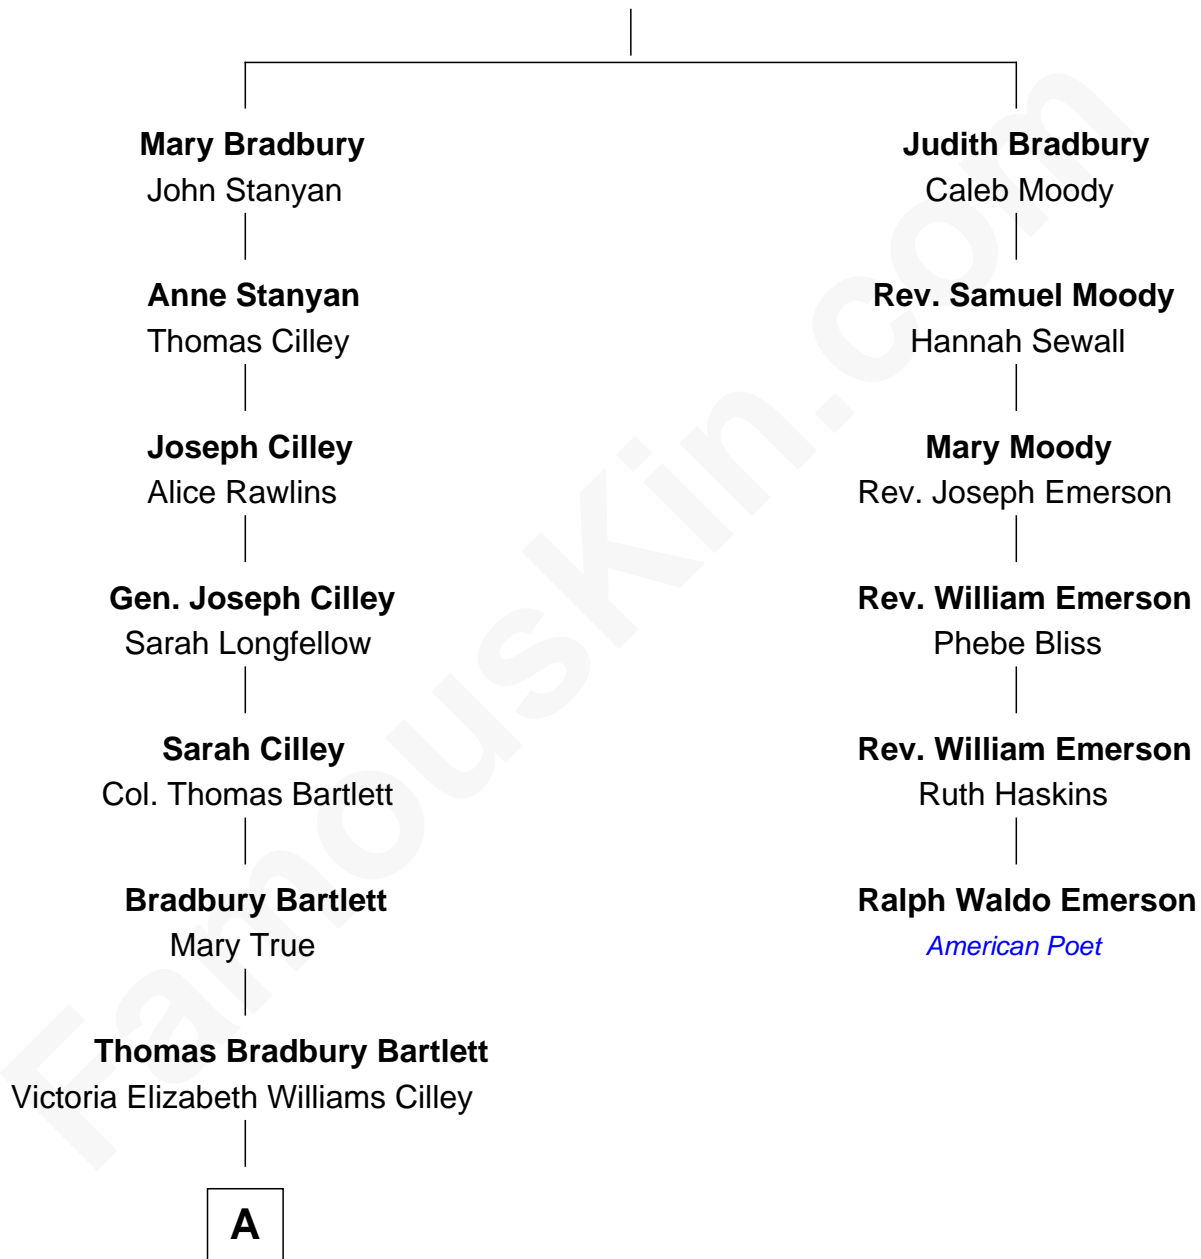 Mary Bradbury
John Stanyan
Judith Bradbury
Caleb Moody
Anne Stanyan
Thomas Cilley
Rev. Samuel Moody
Hannah Sewall
Joseph Cilley
Alice Rawlins
Mary Moody
Rev. Joseph Emerson
Gen. Joseph Cilley
Sarah Longfellow
Rev. William Emerson
Phebe Bliss
Sarah Cilley
Col. Thomas Bartlett
Rev. William Emerson
Ruth Haskins
Bradbury Bartlett
Mary True
Ralph Waldo Emerson
American Poet
Thomas Bradbury Bartlett
Victoria Elizabeth Williams Cilley
A
FamousKin.com